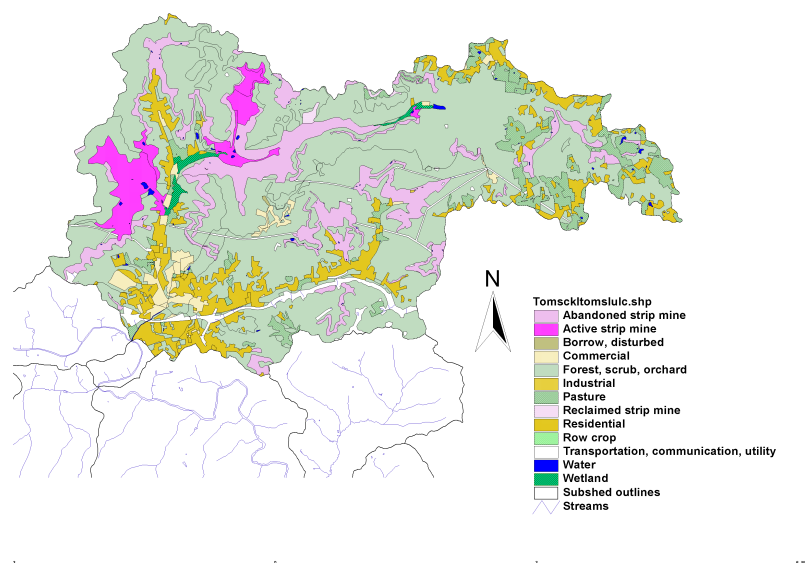 N
Tomsckltomslulc.shp
Abandoned strip mine
Active strip mine
Borrow, disturbed
Commercial
Forest, scrub, orchard
Industrial
Pasture
Reclaimed strip mine
Residential
Row crop
Transportation, communication, utility
Water
Wetland
Subshed outlines
Streams